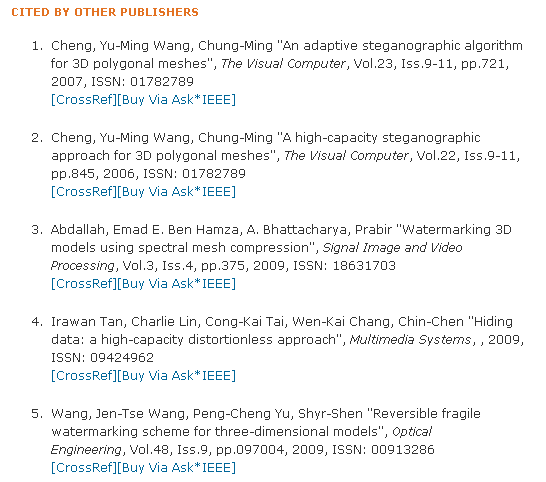 CITED BY OTHER PUBLISHERS
1. Cheng, Yu-Ming Wang, Chung-Ming "An adaptive steganographic algorithm
for 3D polygonal meshes", The Visual Computer, Vol.23, Iss.9-11, pp.721,
2007, ISSN: 01782789
[CrossRef][Buy Via Ask*IEEE]
2. Cheng, Yu-Ming Wang, Chung-Ming "A high-capacity steganographic
approach for 3D polygonal meshes", The Visual Computer, Vol.22, Iss.9-11,
pp.845, 2006, ISSN: 01782789
[CrossRef][Buy Via Ask*IEEE]
3. Abdallah, Emad E. Ben Hamza, A. Bhattacharya, Prabir "Watermarking 3D
models using spectral mesh compression", Signal Image and Video
Processing, Vol.3, Iss.4, pp.375, 2009, ISSN: 18631703
[CrossRef][Buy Via Ask*IEEE]
4. Irawan Tan, Charlie Lin, Cong-Kai Tai, Wen-Kai Chang, Chin-Chen "Hiding
data: a high-capacity distortionless approach", Multimedia Systems, , 2009,
ISSN: 09424962
[CrossRef][Buy Via Ask*IEEE]
5. Wang, Jen-Tse Wang, Peng-Cheng Yu, Shyr-Shen "Reversible fragile
watermarking scheme for three-dimensional models", Optical
Engineering, Vol.48, Iss.9, pp.097004, 2009, ISSN: 00913286
[CrossRef][Buy Via Ask*IEEE]